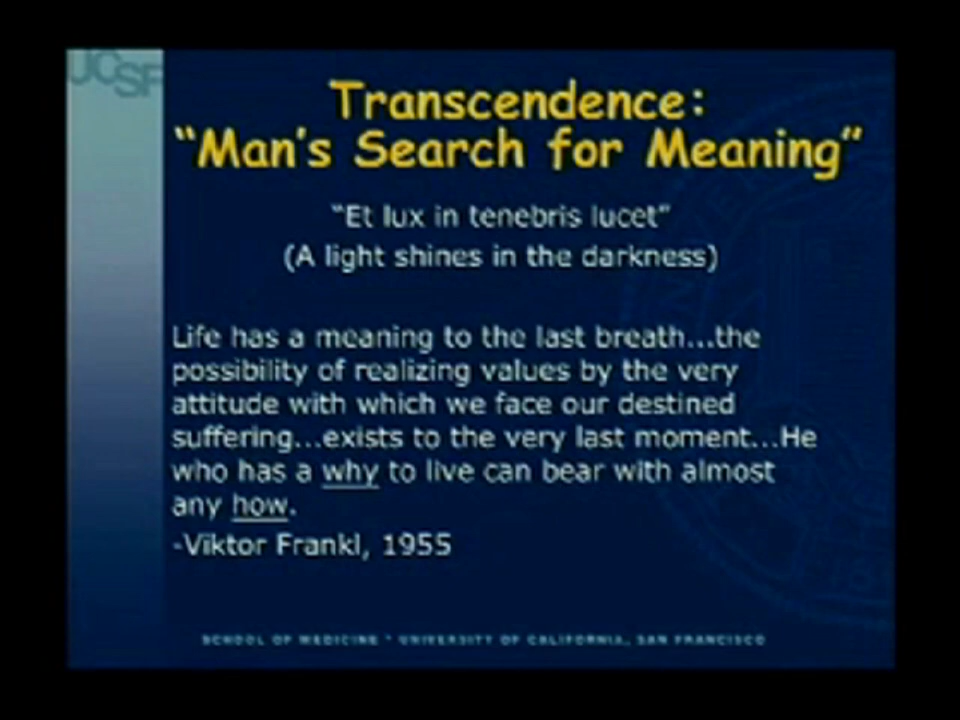 UCSF
Transcendence:
“Man’s Search for Meaning”
“Et lux in tenebris lucet”
(A light shines in the darkness)
Life has a meaning to the last breath...the
possibility of realizing values by the very
attitude with which we face our destined
suffering...exists to the very last moment...He
who has a why to live can bear with almost
any how.
-Viktor Frankl, 1955
SCHOOL OF MEDICINE * UNIVERSITY OF CALIFORNIA, SAN FRANCISCO